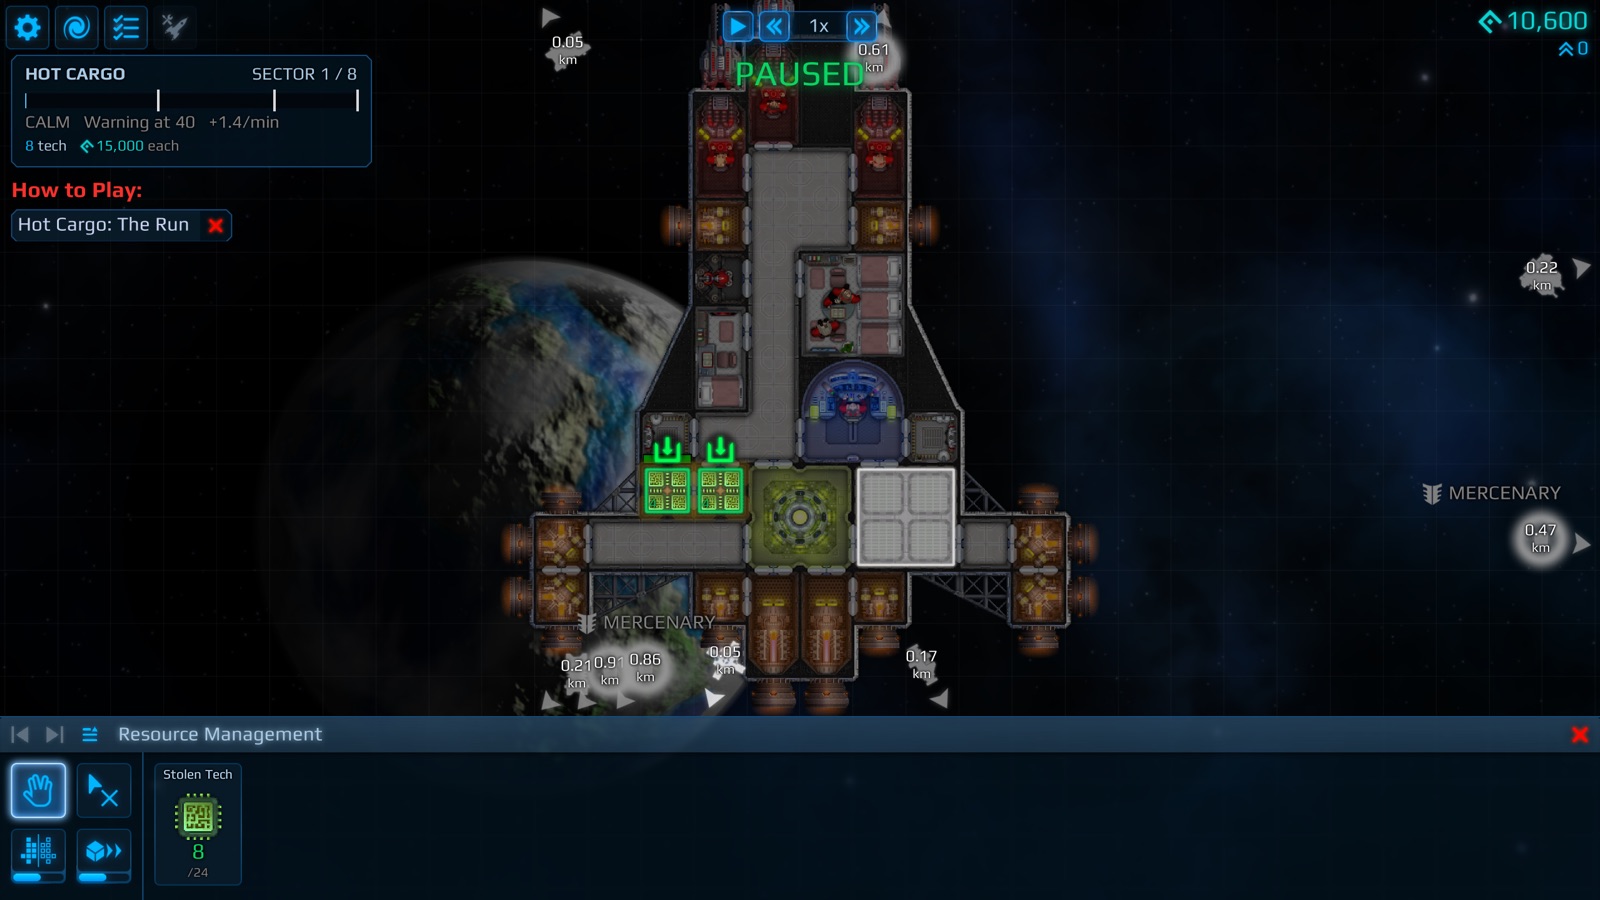 1x
10,600
0
PAUSED
HOT CARGO
SECTOR 1 / 8
CALM Warning at 40 +1.4/min
8 tech 15,000 each
How to Play:
Hot Cargo: The Run
0.05
km
0.61
km
0.22
km
MERCENARY
0.47
km
MERCENARY
0.21
km
0.91
km
0.86
km
0.05
km
0.17
km
Resource Management
Stolen Tech
8
/24